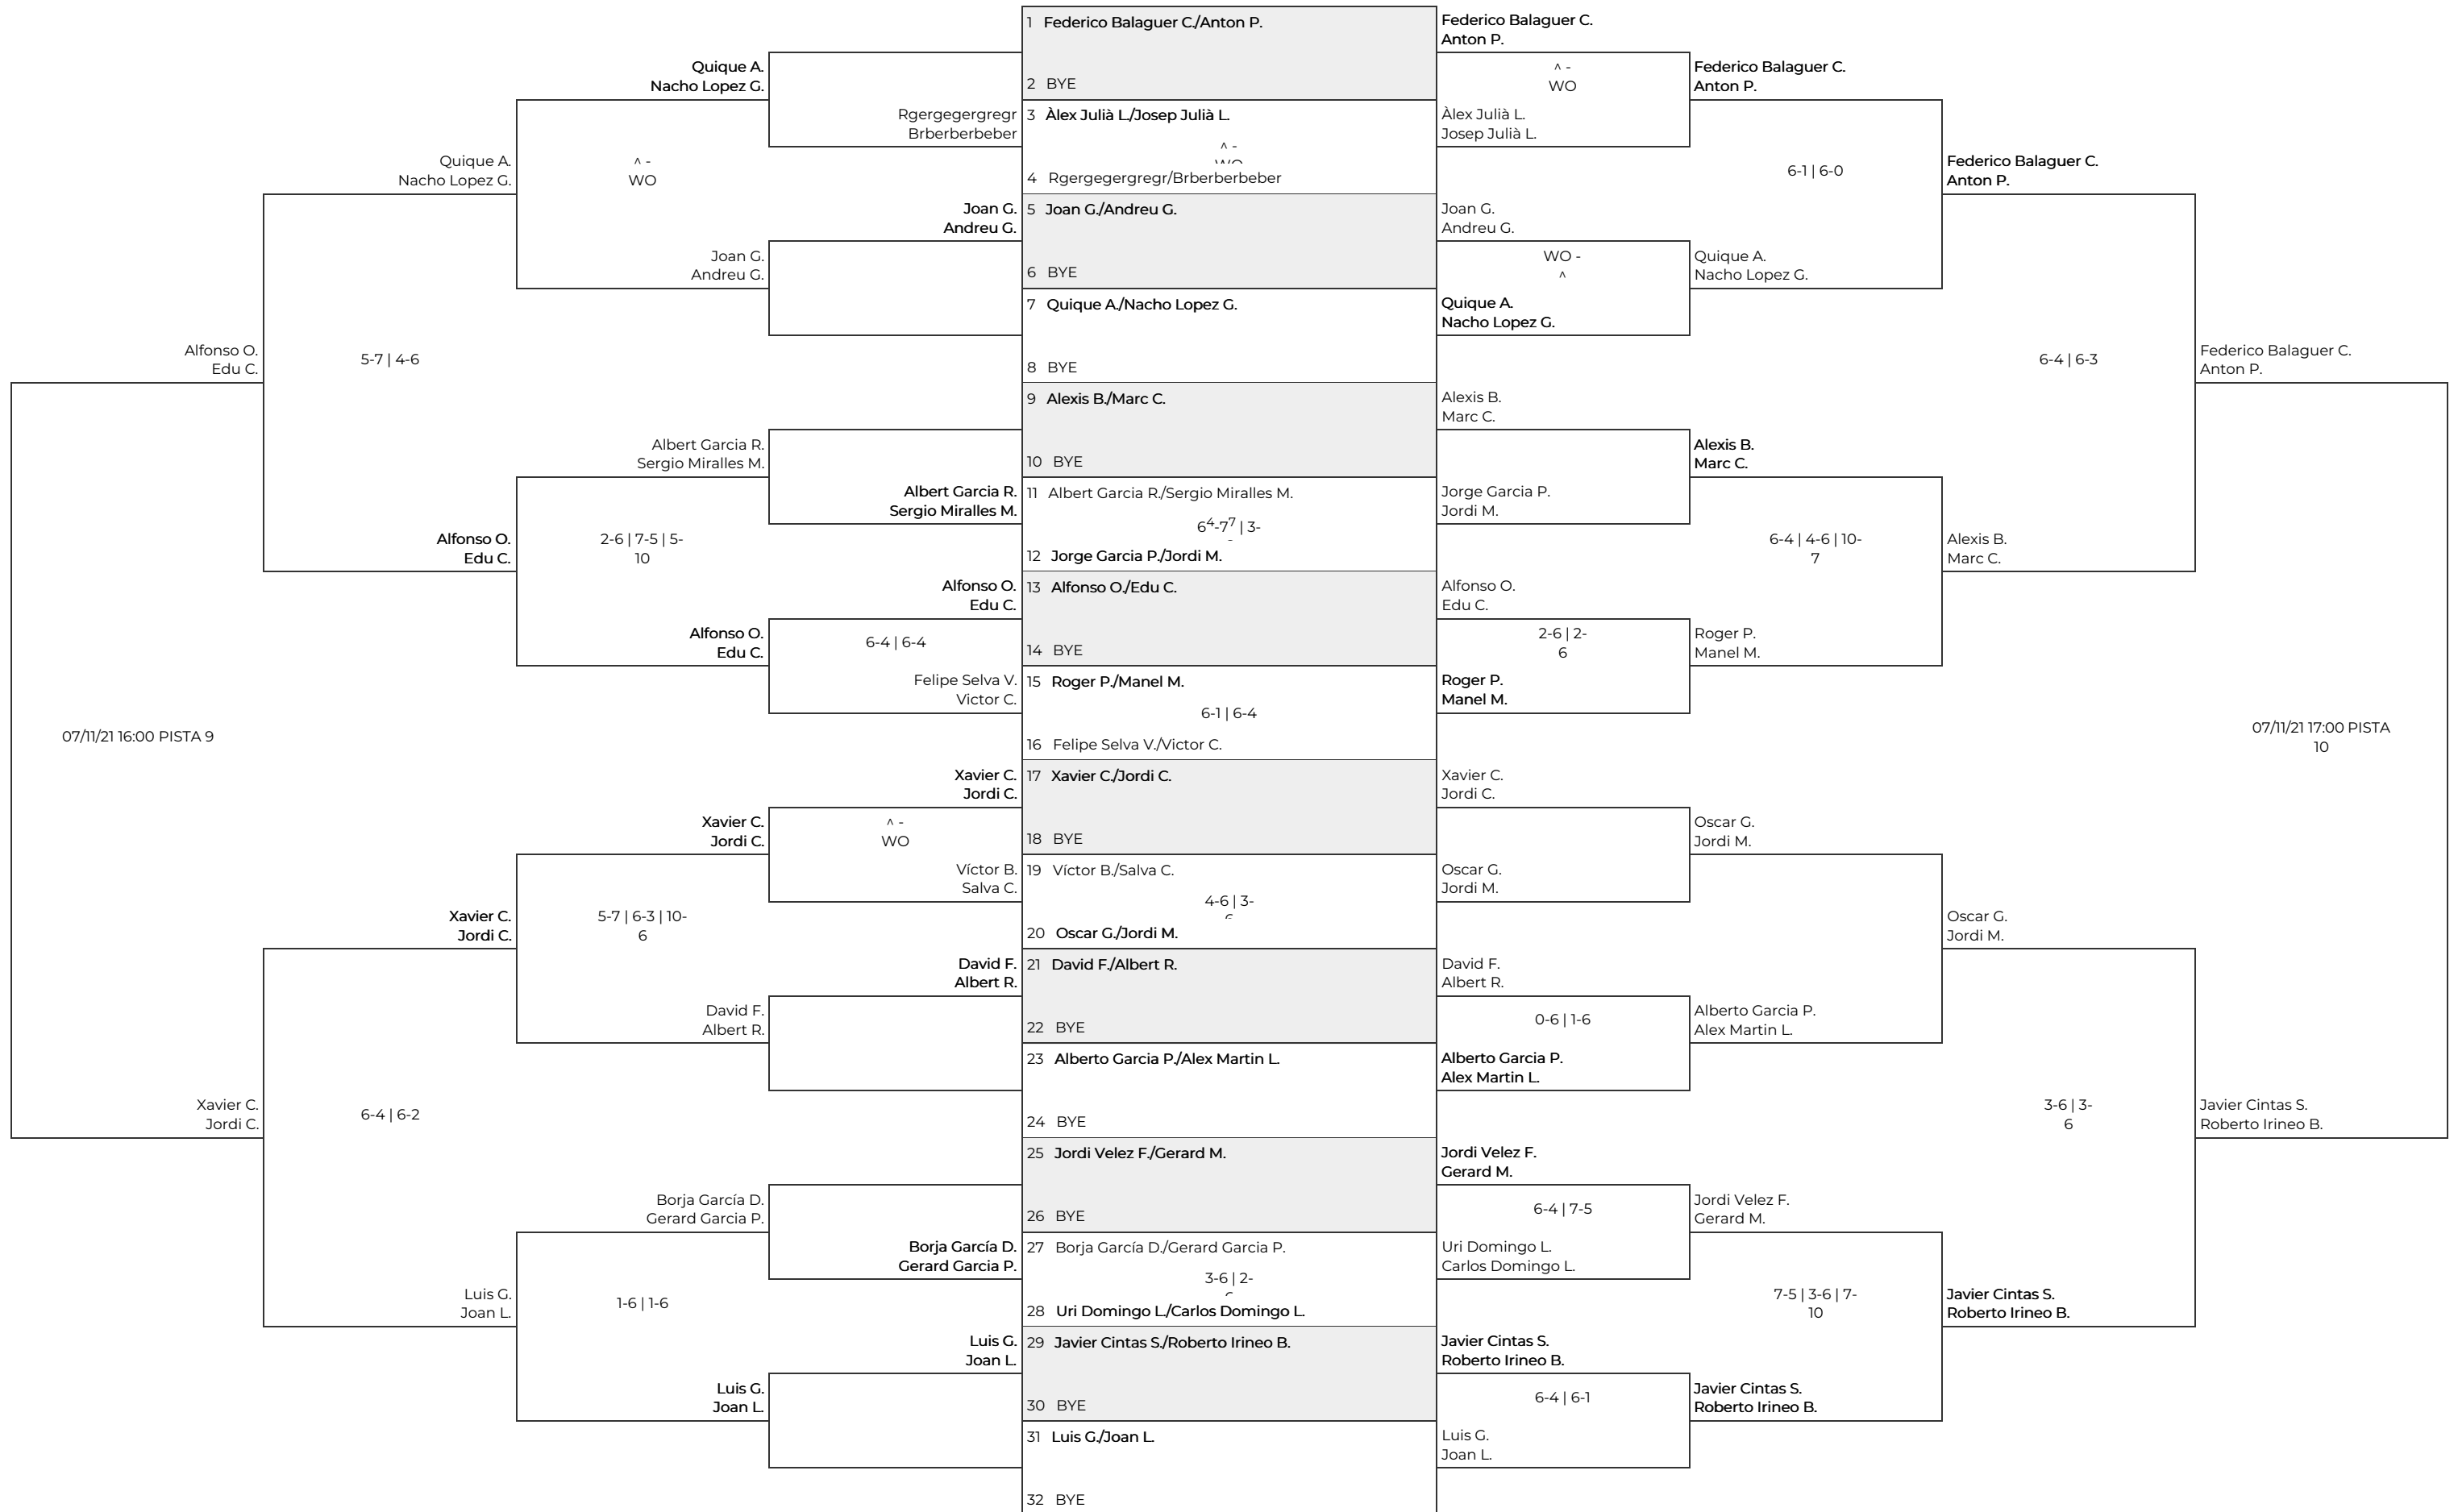 1 Federico Balaguer C./Anton P.
2 BYE
3 Àlex Julià L./Josep Julià L.
^ -
WO
4 Rgergegergregr/Brberberbeber
5 Joan G./Andreu G.
6 BYE
7 Quique A./Nacho Lopez G.
8 BYE
9 Alexis B./Marc C.
10 BYE
11 Albert Garcia R./Sergio Miralles M.
6⁴-7⁷ | 3-
12 Jorge Garcia P./Jordi M.
13 Alfonso O./Edu C.
14 BYE
15 Roger P./Manel M.
6-1 | 6-4
16 Felipe Selva V./Victor C.
17 Xavier C./Jordi C.
18 BYE
19 Víctor B./Salva C.
4-6 | 3-
6
20 Oscar G./Jordi M.
21 David F./Albert R.
22 BYE
23 Alberto Garcia P./Alex Martin L.
24 BYE
25 Jordi Velez F./Gerard M.
26 BYE
27 Borja García D./Gerard Garcia P.
3-6 | 2-
6
28 Uri Domingo L./Carlos Domingo L.
29 Javier Cintas S./Roberto Irineo B.
30 BYE
31 Luis G./Joan L.
32 BYE
Federico Balaguer C.
Anton P.
^ -
WO
Àlex Julià L.
Josep Julià L.
Joan G.
Andreu G.
WO -
^
Quique A.
Nacho Lopez G.
Alexis B.
Marc C.
Jorge Garcia P.
Jordi M.
Alfonso O.
Edu C.
2-6 | 2-
6
Roger P.
Manel M.
Xavier C.
Jordi C.
Oscar G.
Jordi M.
David F.
Albert R.
0-6 | 1-6
Alberto Garcia P.
Alex Martin L.
Jordi Velez F.
Gerard M.
6-4 | 7-5
Uri Domingo L.
Carlos Domingo L.
Javier Cintas S.
Roberto Irineo B.
6-4 | 6-1
Luis G.
Joan L.
Federico Balaguer C.
Anton P.
6-1 | 6-0
Quique A.
Nacho Lopez G.
Alexis B.
Marc C.
6-4 | 4-6 | 10-
7
Roger P.
Manel M.
Oscar G.
Jordi M.
Alberto Garcia P.
Alex Martin L.
Jordi Velez F.
Gerard M.
7-5 | 3-6 | 7-
10
Javier Cintas S.
Roberto Irineo B.
Federico Balaguer C.
Anton P.
6-4 | 6-3
Alexis B.
Marc C.
Oscar G.
Jordi M.
3-6 | 3-
6
Javier Cintas S.
Roberto Irineo B.
Federico Balaguer C.
Anton P.
07/11/21 17:00 PISTA
10
Javier Cintas S.
Roberto Irineo B.
Rgergegergregr
Brberberbeber
Joan G.
Andreu G.
Albert Garcia R.
Sergio Miralles M.
Alfonso O.
Edu C.
6-4 | 6-4
Felipe Selva V.
Victor C.
Xavier C.
Jordi C.
^ -
WO
Víctor B.
Salva C.
David F.
Albert R.
Borja García D.
Gerard Garcia P.
Luis G.
Joan L.
Quique A.
Nacho Lopez G.
^ -
WO
Joan G.
Andreu G.
Albert Garcia R.
Sergio Miralles M.
2-6 | 7-5 | 5-
10
Alfonso O.
Edu C.
Xavier C.
Jordi C.
5-7 | 6-3 | 10-
6
David F.
Albert R.
Borja García D.
Gerard Garcia P.
1-6 | 1-6
Luis G.
Joan L.
Quique A.
Nacho Lopez G.
5-7 | 4-6
Alfonso O.
Edu C.
Xavier C.
Jordi C.
6-4 | 6-2
Luis G.
Joan L.
Alfonso O.
Edu C.
07/11/21 16:00 PISTA 9
Xavier C.
Jordi C.